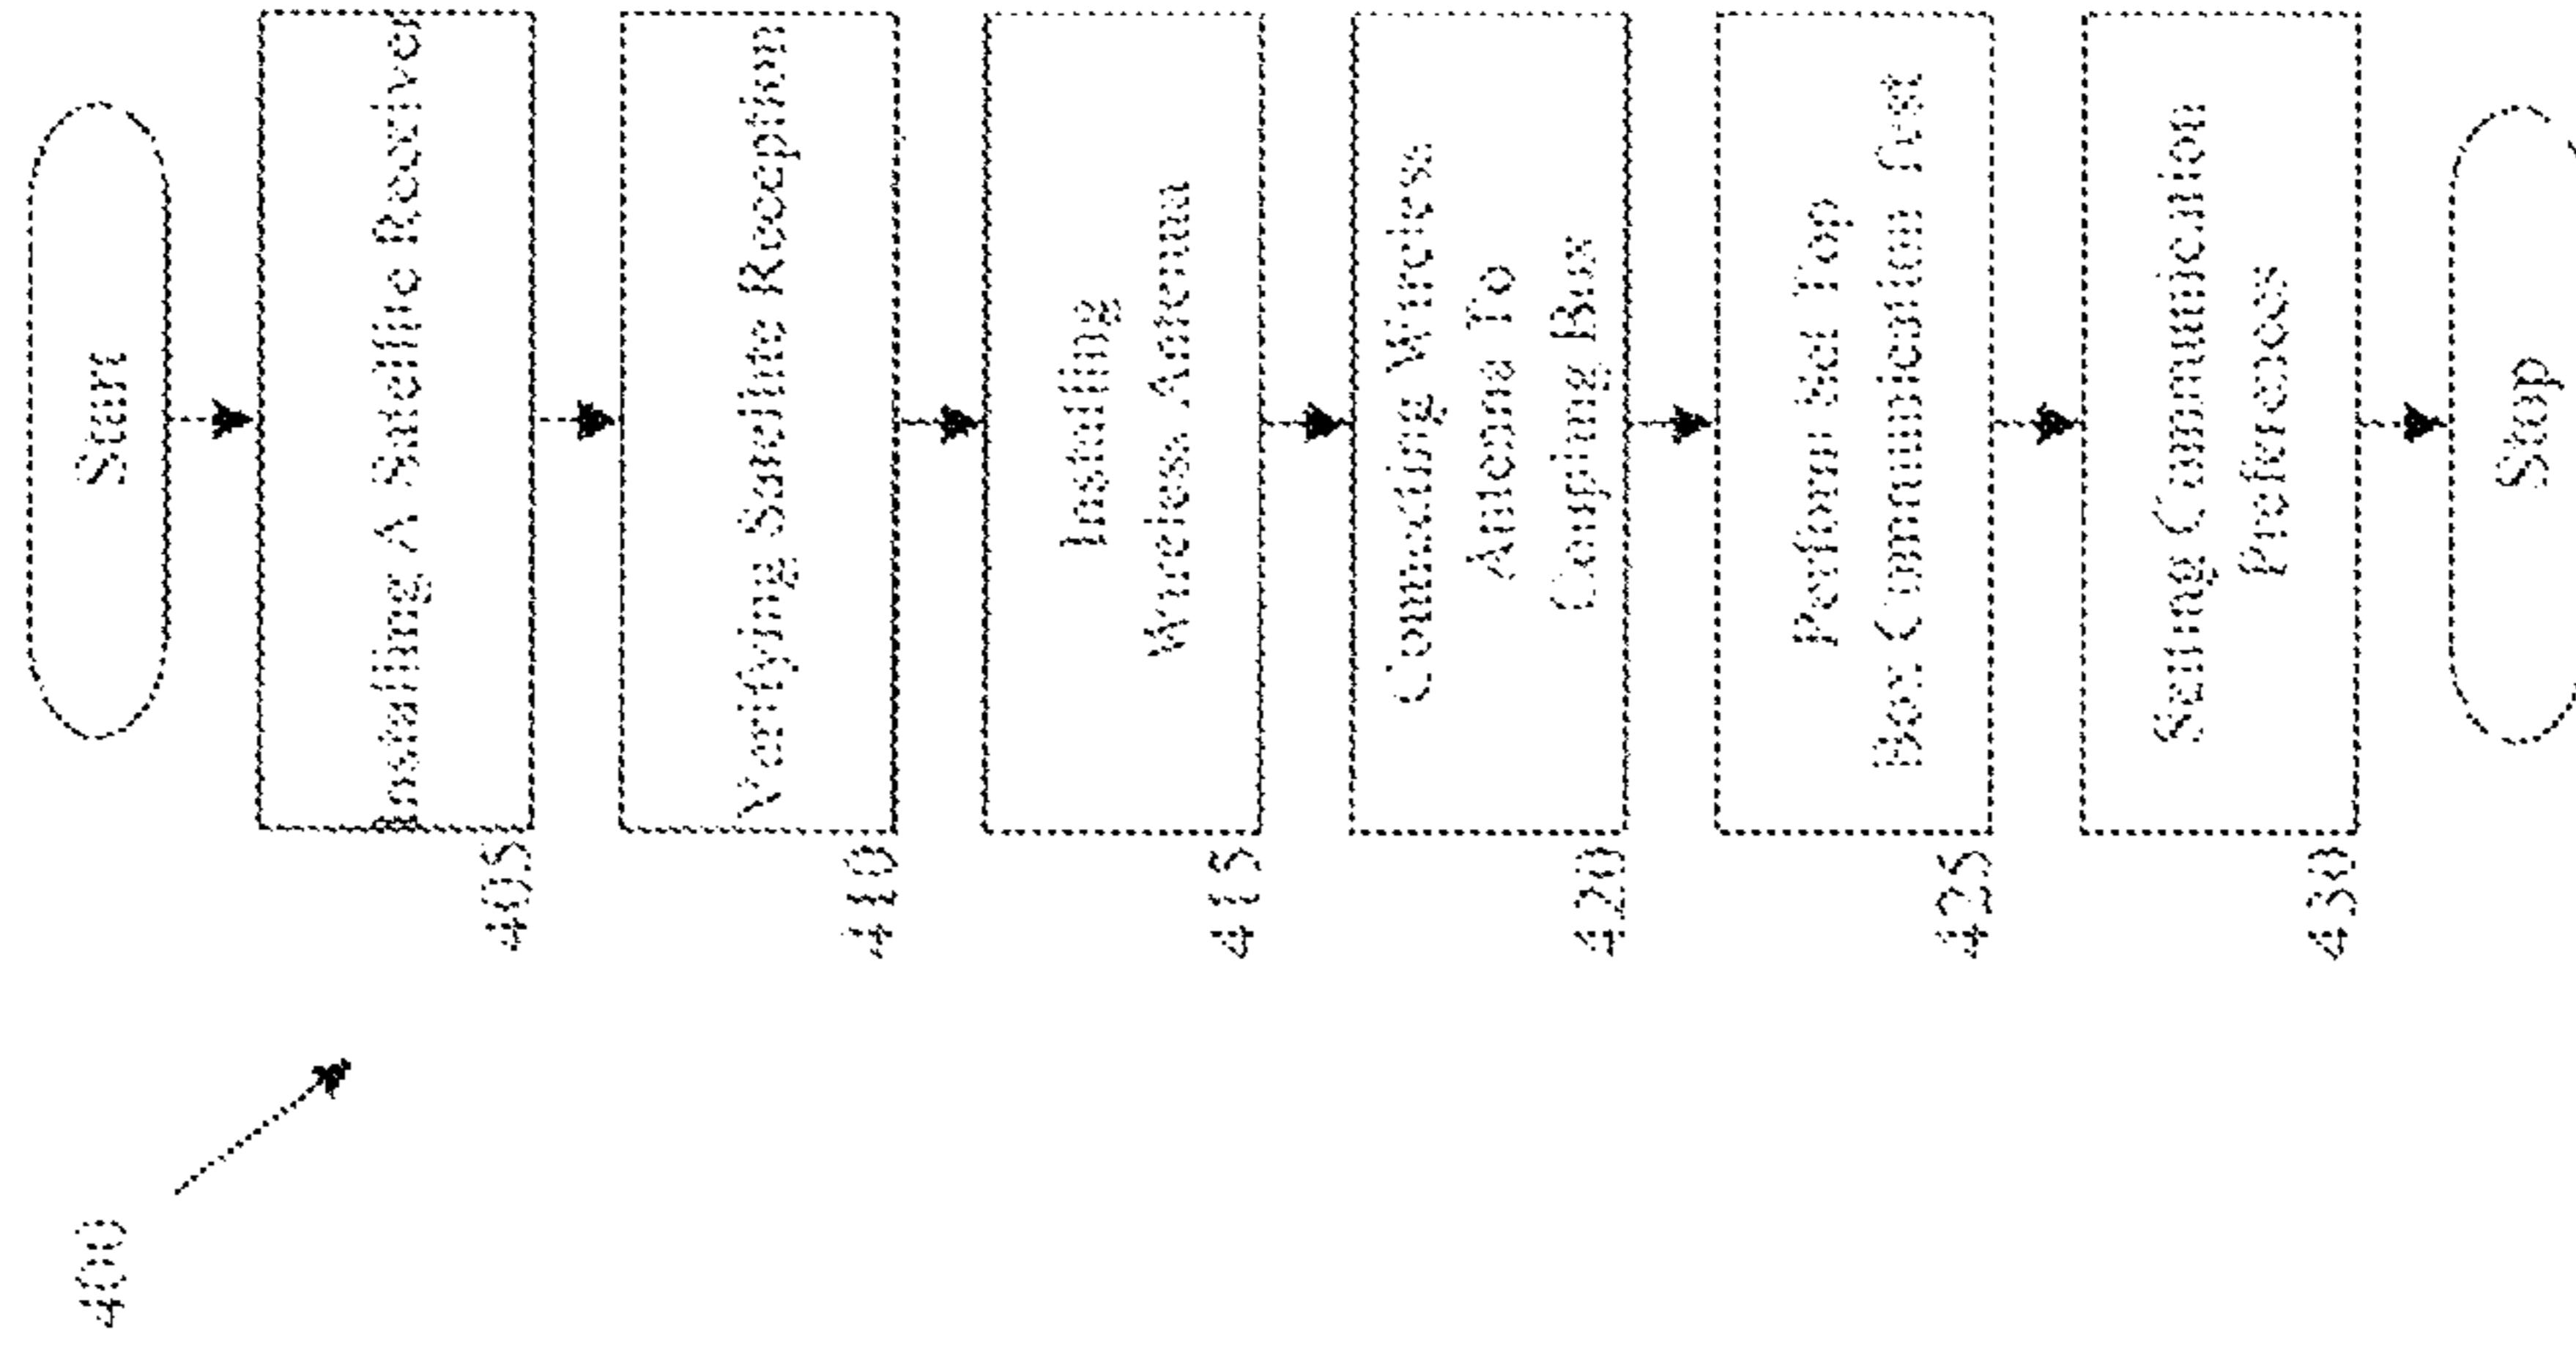 400
Start
Installing A Satellite Receiver
405
Verifying Satellite Reception
410
Installing
Wireless Antenna
415
Connecting Wireless
Antenna To
Coupling Box
420
Perform Set Top
Box Communication Test
425
Setting Communication
Preferences
430
Stop